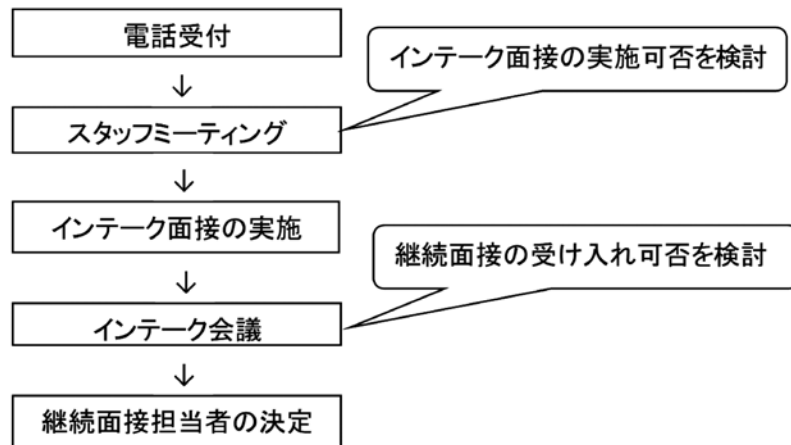 電話受付
インテーク面接の実施可否を検討
↓
スタッフミーティング
↓
インテーク面接の実施
継続面接の受け入れ可否を検討
↓
インテーク会議
↓
継続面接担当者の決定